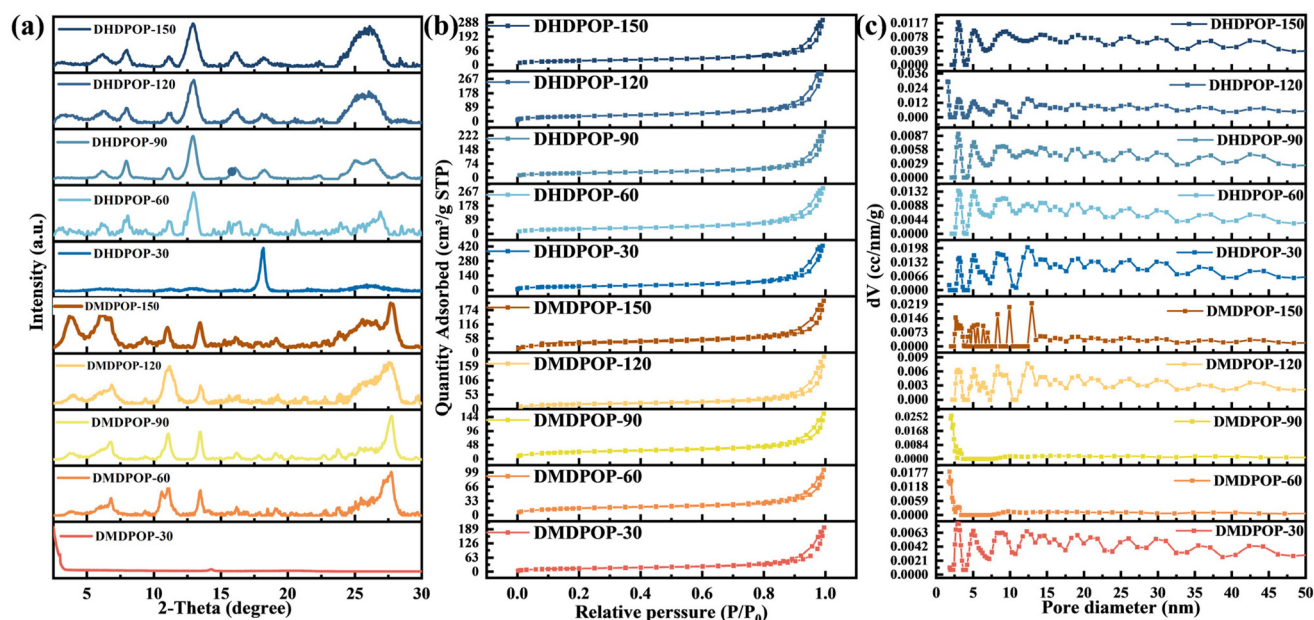 (a)
Intensity (a.u.)
DHDPOP-150
DHDPOP-120
DHDPOP-90
DHDPOP-60
DHDPOP-30
DMDPOP-150
DMDPOP-120
DMDPOP-90
DMDPOP-60
DMDPOP-30
5 10 15 20 25 30
2-Theta (degree)
(b)
Quantity Adsorbed (cm³/g STP)
DHDPOP-150
288
192
96
0
DHDPOP-120
267
178
89
0
DHDPOP-90
222
148
74
0
DHDPOP-60
267
178
89
0
DHDPOP-30
420
280
140
0
DMDPOP-150
174
116
58
0
DMDPOP-120
159
106
53
0
DMDPOP-90
144
96
48
0
DMDPOP-60
99
66
33
0
DMDPOP-30
189
126
63
0
0.0 0.2 0.4 0.6 0.8 1.0
Relative perssure (P/P₀)
(c)
dV (cc/nm/g)
DHDPOP-150
0.0117
0.0078
0.0039
0.0000
DHDPOP-120
0.036
0.024
0.012
0.000
DHDPOP-90
0.0087
0.0058
0.0029
0.0000
DHDPOP-60
0.0132
0.0088
0.0044
0.0000
DHDPOP-30
0.0198
0.0132
0.0066
0.0000
DMDPOP-150
0.0219
0.0146
0.0073
0.0000
DMDPOP-120
0.009
0.006
0.003
0.000
DMDPOP-90
0.0252
0.0168
0.0084
0.0000
DMDPOP-60
0.0177
0.0118
0.0059
0.0000
DMDPOP-30
0.0063
0.0042
0.0021
0.0000
0 5 10 15 20 25 30 35 40 45 50
Pore diameter (nm)